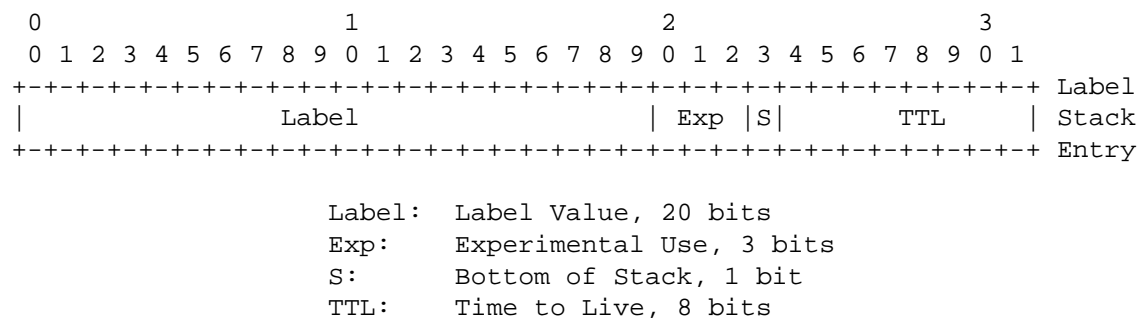 0                   1                   2                   3
 0 1 2 3 4 5 6 7 8 9 0 1 2 3 4 5 6 7 8 9 0 1 2 3 4 5 6 7 8 9 0 1
+-+-+-+-+-+-+-+-+-+-+-+-+-+-+-+-+-+-+-+-+-+-+-+-+-+-+-+-+-+-+-+-+ Label
|                Label                  | Exp |S|       TTL     | Stack
+-+-+-+-+-+-+-+-+-+-+-+-+-+-+-+-+-+-+-+-+-+-+-+-+-+-+-+-+-+-+-+-+ Entry
                    Label:  Label Value, 20 bits
                    Exp:    Experimental Use, 3 bits
                    S:      Bottom of Stack, 1 bit
                    TTL:    Time to Live, 8 bits